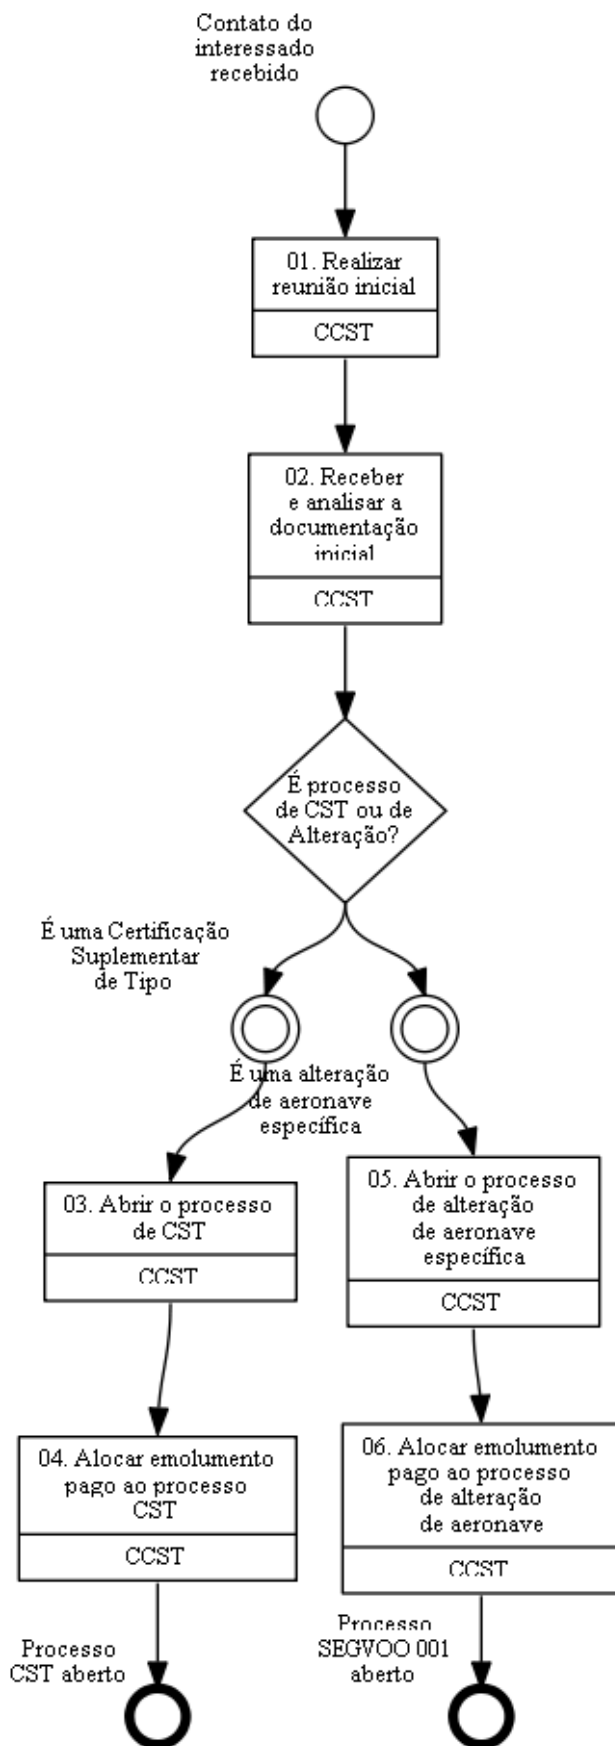 Contato do
interessado
recebido
01. Realizar
reunião inicial
CCST
02. Receber
e analisar a
documentação
inicial
CCST
É processo
de CST ou de
Alteração?
É uma Certificação
Suplementar
de Tipo
É uma alteração
de aeronave
específica
03. Abrir o processo
de CST
CCST
05. Abrir o processo
de alteração
de aeronave
específica
CCST
04. Alocar emolumento
pago ao processo
CST
CCST
06. Alocar emolumento
pago ao processo
de alteração
de aeronave
CCST
Processo
CST aberto
Processo
SEGVOO 001
aberto